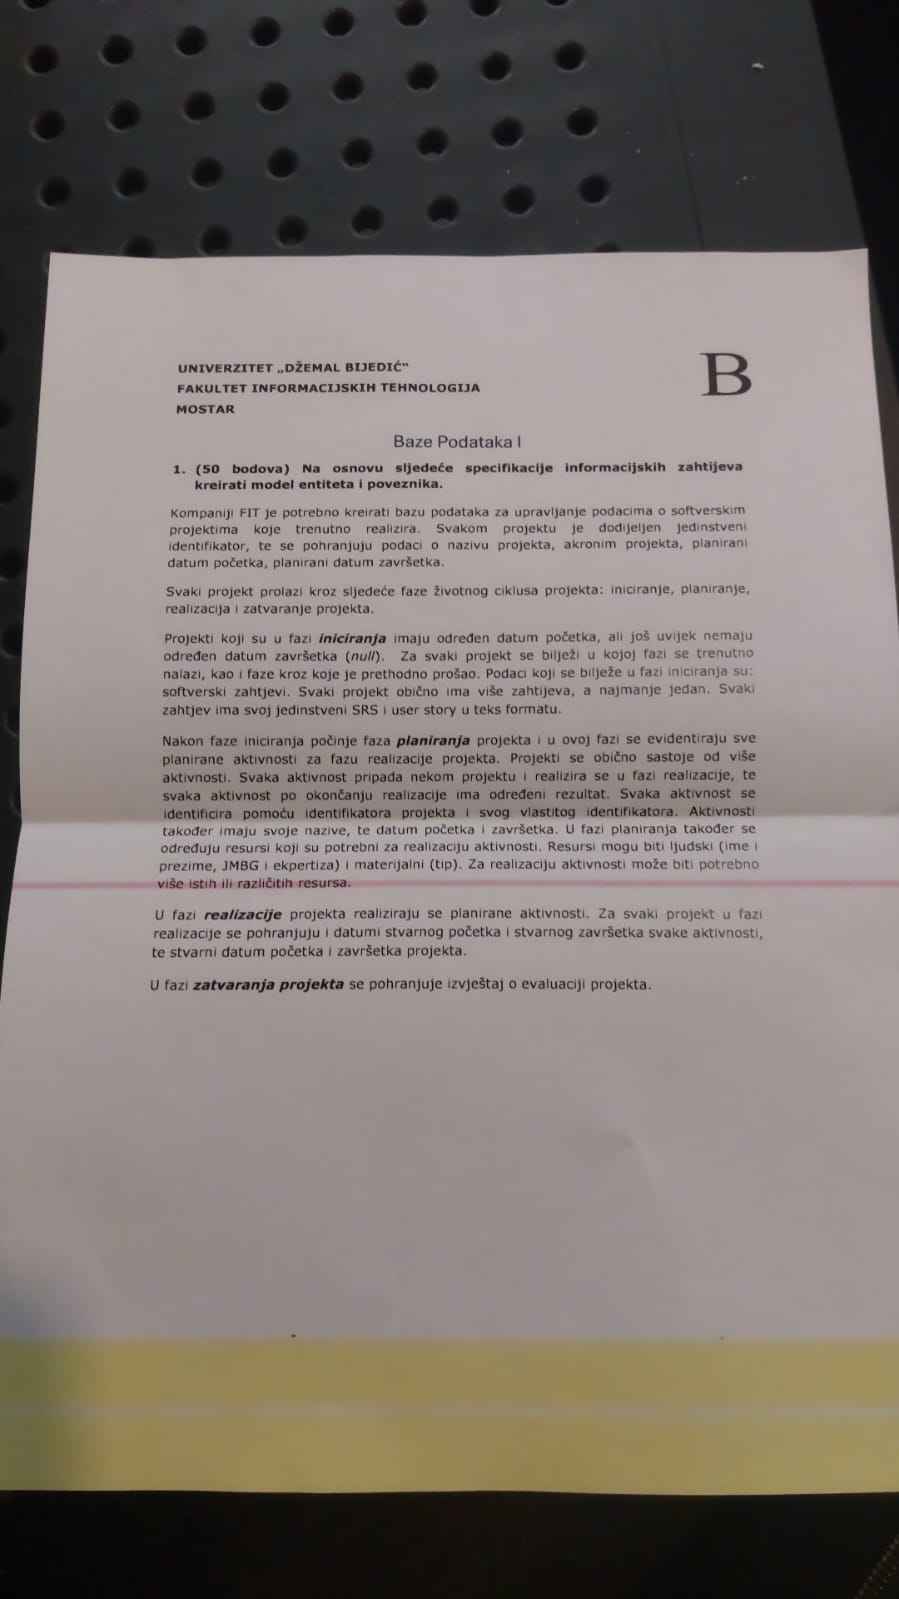 UNIVERZITET „DŽEMAL BIJEDIĆ"
FAKULTET INFORMACIJSKIH TEHNOLOGIJA
MOSTAR
B
Baze Podataka I
1. (50 bodova) Na osnovu sljedeće specifikacije informacijskih zahtijeva
kreirati model entiteta i poveznika.
Kompaniji FIT je potrebno kreirati bazu podataka za upravljanje podacima o softverskim
projektima koje trenutno realizira. Svakom projektu je dodijeljen jedinstveni
identifikator, te se pohranjuju podaci o nazivu projekta, akronim projekta, planirani
datum početka, planirani datum završetka.
Svaki projekt prolazi kroz sljedeće faze životnog ciklusa projekta: iniciranje, planiranje,
realizacija i zatvaranje projekta.
Projekti koji su u fazi iniciranja imaju određen datum početka, ali još uvijek nemaju
određen datum završetka (null). Za svaki projekt se bilježi u kojoj fazi se trenutno
nalazi, kao i faze kroz koje je prethodno prošao. Podaci koji se bilježe u fazi iniciranja su:
softverski zahtjevi. Svaki projekt obično ima više zahtijeva, a najmanje jedan. Svaki
zahtjev ima svoj jedinstveni SRS i user story u teks formatu.
Nakon faze iniciranja počinje faza planiranja projekta i u ovoj fazi se evidentiraju sve
planirane aktivnosti za fazu realizacije projekta. Projekti se obično sastoje od više
aktivnosti. Svaka aktivnost pripada nekom projektu i realizira se u fazi realizacije, te
svaka aktivnost po okončanju realizacije ima određeni rezultat. Svaka aktivnost se
identificira pomoću identifikatora projekta i svog vlastitog identifikatora. Aktivnosti
također imaju svoje nazive, te datum početka i završetka. U fazi planiranja također se
određuju resursi koji su potrebni za realizaciju aktivnosti. Resursi mogu biti ljudski (ime i
prezime, JMBG i ekpertiza) i materijalni (tip). Za realizaciju aktivnosti može biti potrebno
više istih ili različitih resursa.
U fazi realizacije projekta realiziraju se planirane aktivnosti. Za svaki projekt u fazi
realizacije se pohranjuju i datumi stvarnog početka i stvarnog završetka svake aktivnosti,
te stvarni datum početka i završetka projekta.
U fazi zatvaranja projekta se pohranjuje izvještaj o evaluaciji projekta.